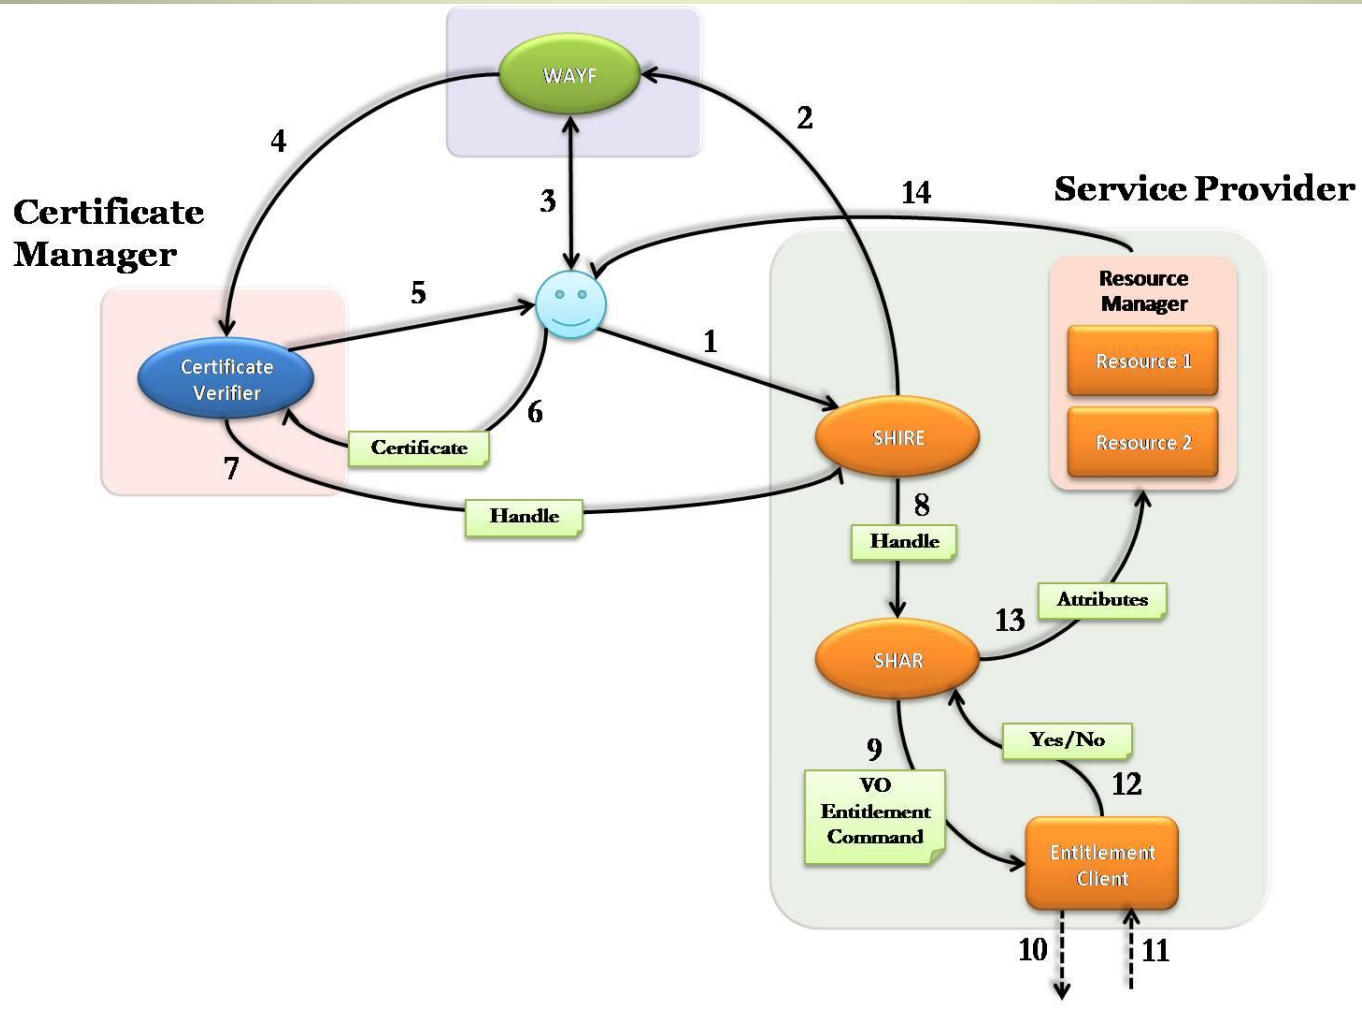 WAYF
2
4
14
3
Service Provider
Certificate
Manager
Resource
Manager
5
1
Resource 1
Certificate
Verifier
6
SHIRE
Resource 2
Certificate
7
8
Handle
Handle
Attributes
13
SHAR
9
Yes/No
12
VO
Entitlement
Command
Entitlement
Client
10
11